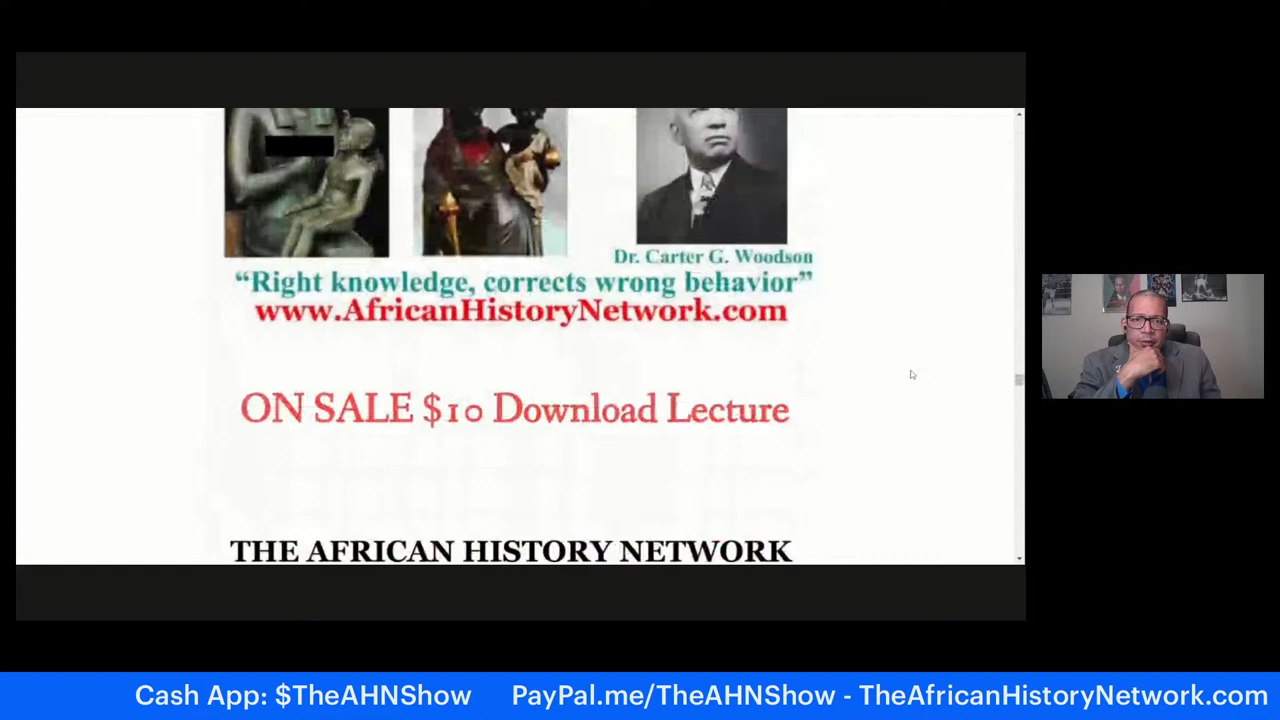 Dr. Carter G. Woodson
“Right knowledge, corrects wrong behavior”
www.AfricanHistoryNetwork.com
ON SALE $10 Download Lecture
THE AFRICAN HISTORY NETWORK
Cash App: $TheAHNShow PayPal.me/TheAHNShow - TheAfricanHistoryNetwork.com